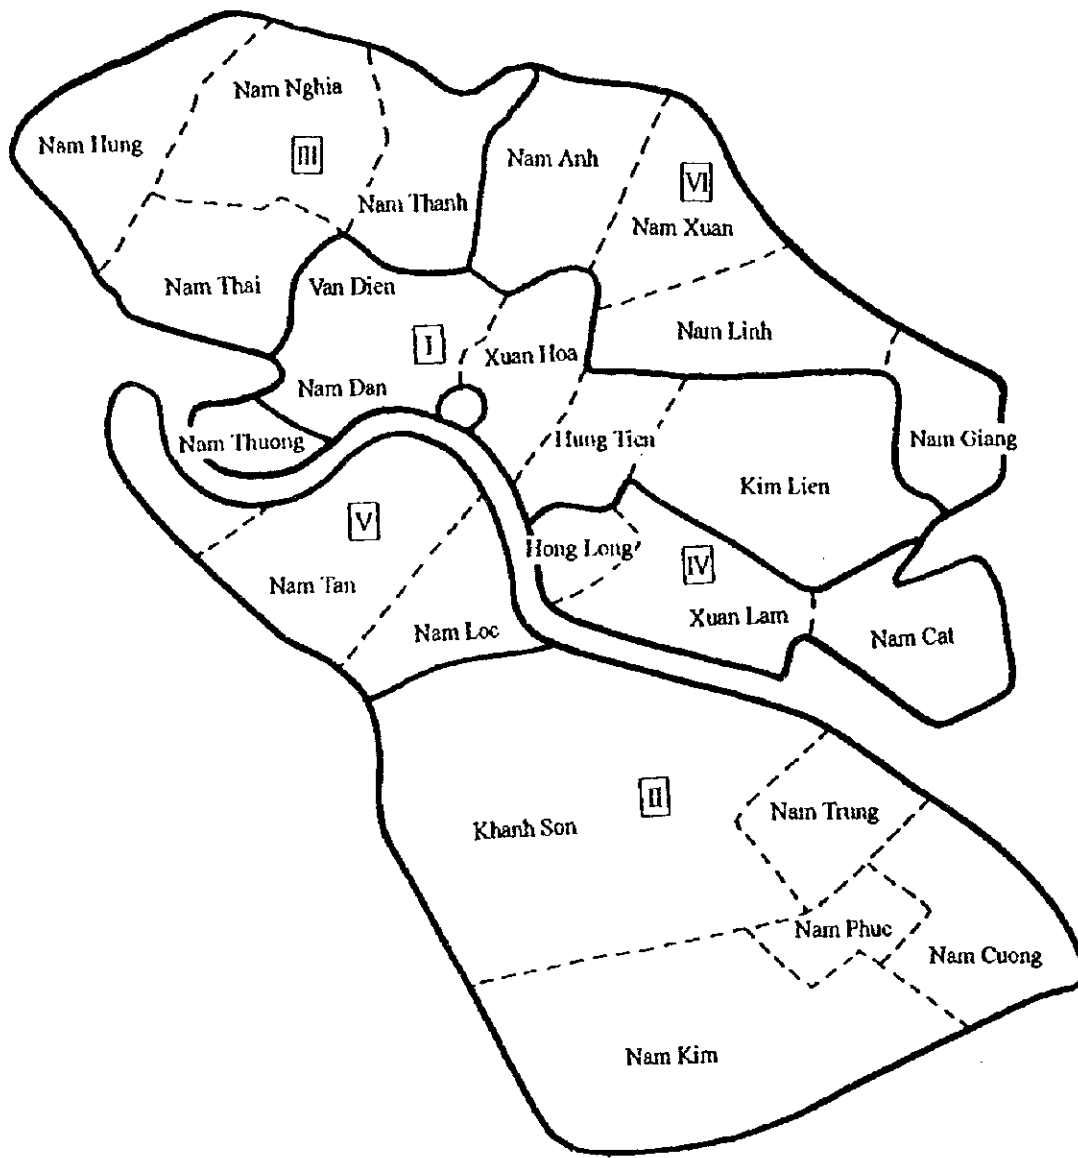 Nam Nghia
Nam Hung
III
Nam Anh
VI
Nam Thanh
Nam Xuan
Nam Thai
Van Dien
I
Xuan Hoa
Nam Linh
Nam Dan
Nam Thuong
Hung Tien
Nam Giang
Kim Lien
V
Hong Long
IV
Nam Tan
Xuan Lam
Nam Loc
Nam Cat
II
Nam Trung
Khanh Son
Nam Phuc
Nam Cuong
Nam Kim